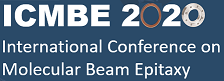 ICMBE 2020
International Conference on
Molecular Beam Epitaxy